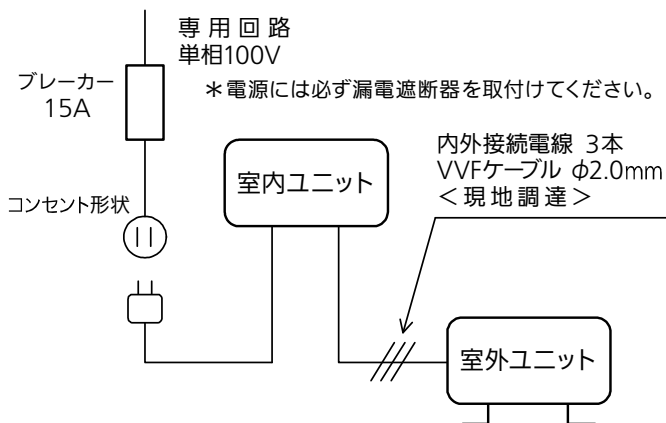 専用回路
単相100V
ブレーカー
15A
＊電源には必ず漏電遮断器を取付けてください。
内外接続電線 3本
VVFケーブル φ2.0mm
＜現地調達＞
室内ユニット
コンセント形状
室外ユニット